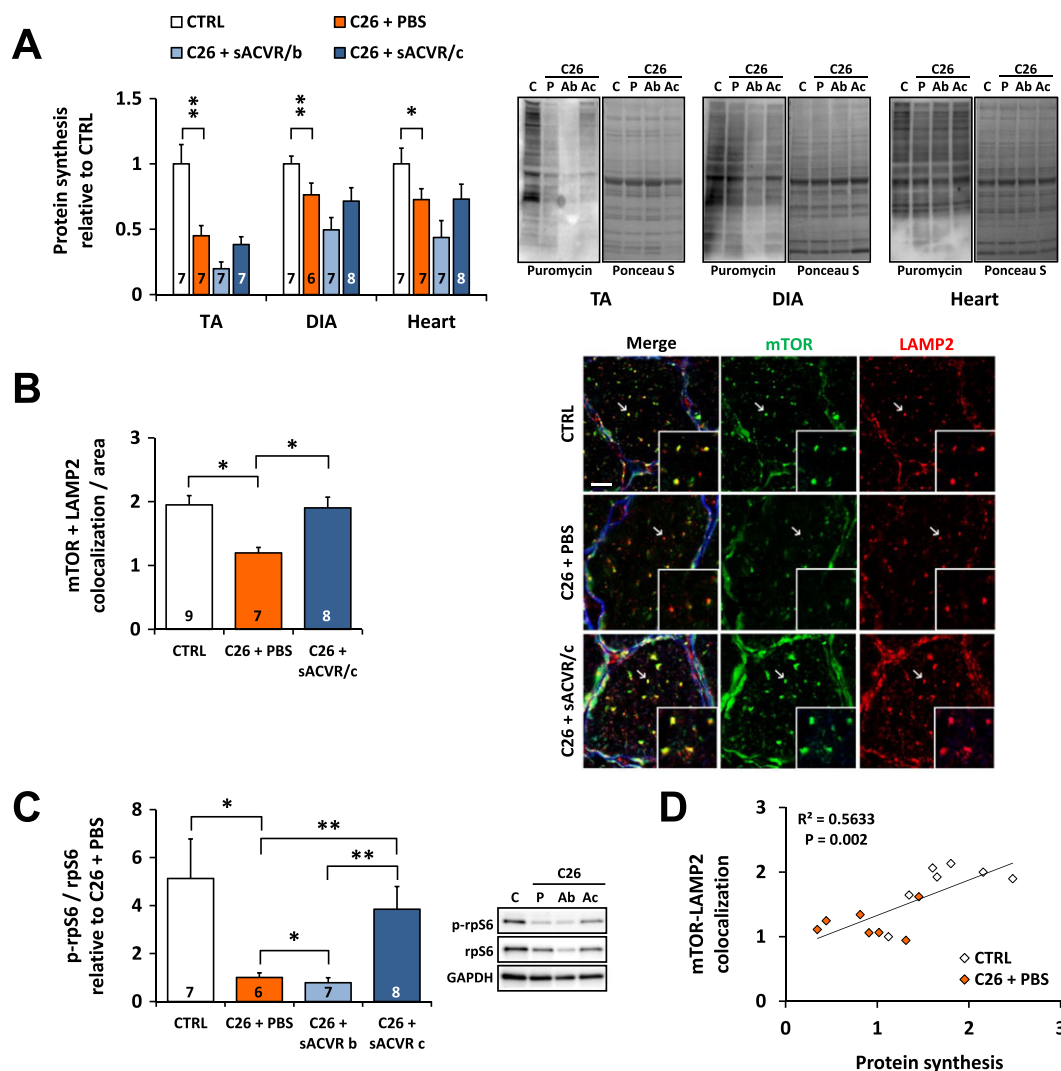 A
CTRL
C26 + PBS
C26 + sACVR/b
C26 + sACVR/c
Protein synthesis
relative to CTRL
1.5
1
0.5
0
**
**
*
7
7
7
7
7
6
7
8
7
7
7
8
TA
DIA
Heart
C26
C P Ab Ac
C26
C P Ab Ac
C26
C P Ab Ac
C26
C P Ab Ac
C26
C P Ab Ac
C26
C P Ab Ac
Puromycin
Ponceau S
Puromycin
Ponceau S
Puromycin
Ponceau S
TA
DIA
Heart
B
mTOR + LAMP2
colocalization / area
3
2
1
0
*
*
9
7
8
CTRL
C26 + PBS
C26 +
sACVR/c
Merge
mTOR
LAMP2
CTRL
C26 + PBS
C26 + sACVR/c
C
p-rpS6 / rpS6
relative to C26 + PBS
8
6
4
2
0
*
**
**
*
7
6
7
8
CTRL
C26 + PBS
C26 +
sACVR b
C26 +
sACVR c
C26
C P Ab Ac
p-rpS6
rpS6
GAPDH
D
mTOR-LAMP2
colocalization
3
2
1
0
R² = 0.5633
P = 0.002
CTRL
C26 + PBS
0
1
2
3
Protein synthesis